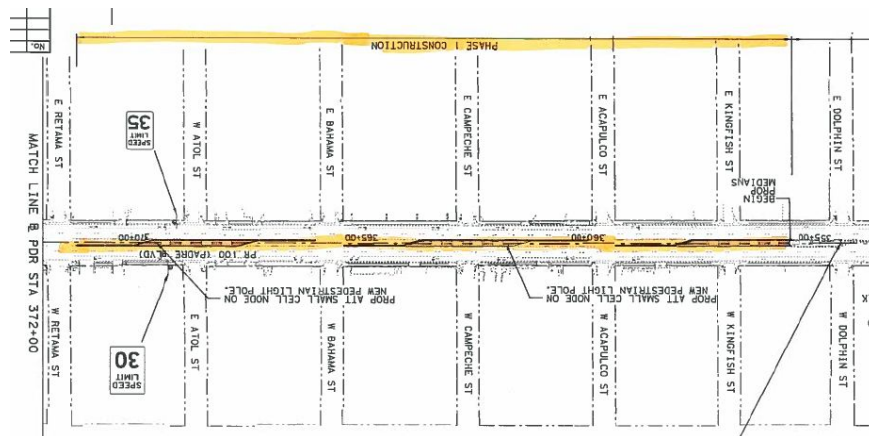 No.
PHASE 1 CONSTRUCTION
E RETAMA ST
W ATOL ST
E BAHAMA ST
E CAMPECHE ST
E ACAPULCO ST
E KINGFISH ST
E DOLPHIN ST
SPEED
LIMIT
35
BEGIN
PROP
MEDIANS
MATCH LINE B PDR STA 372+00
370+00
365+00
360+00
355+00
PR 100 (PADRE BLVD)
PROP ATT SMALL CELL NODE ON
NEW PEDESTRIAN LIGHT POLE.
PROP ATT SMALL CELL NODE ON
NEW PEDESTRIAN LIGHT POLE.
SPEED
LIMIT
30
W RETAMA ST
E ATOL ST
W BAHAMA ST
W CAMPECHE ST
W ACAPULCO ST
W KINGFISH ST
W DOLPHIN ST